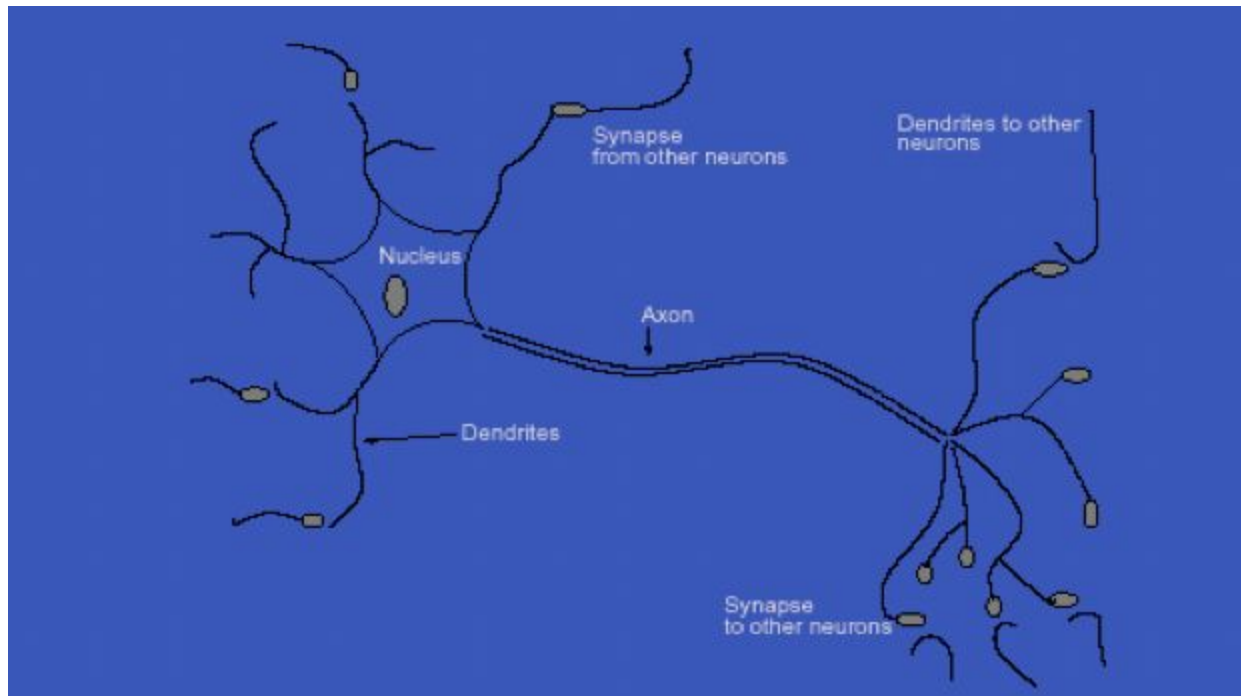 Synapse
from other neurons
Dendrites to other
neurons
Nucleus
Axon
Dendrites
Synapse
to other neurons